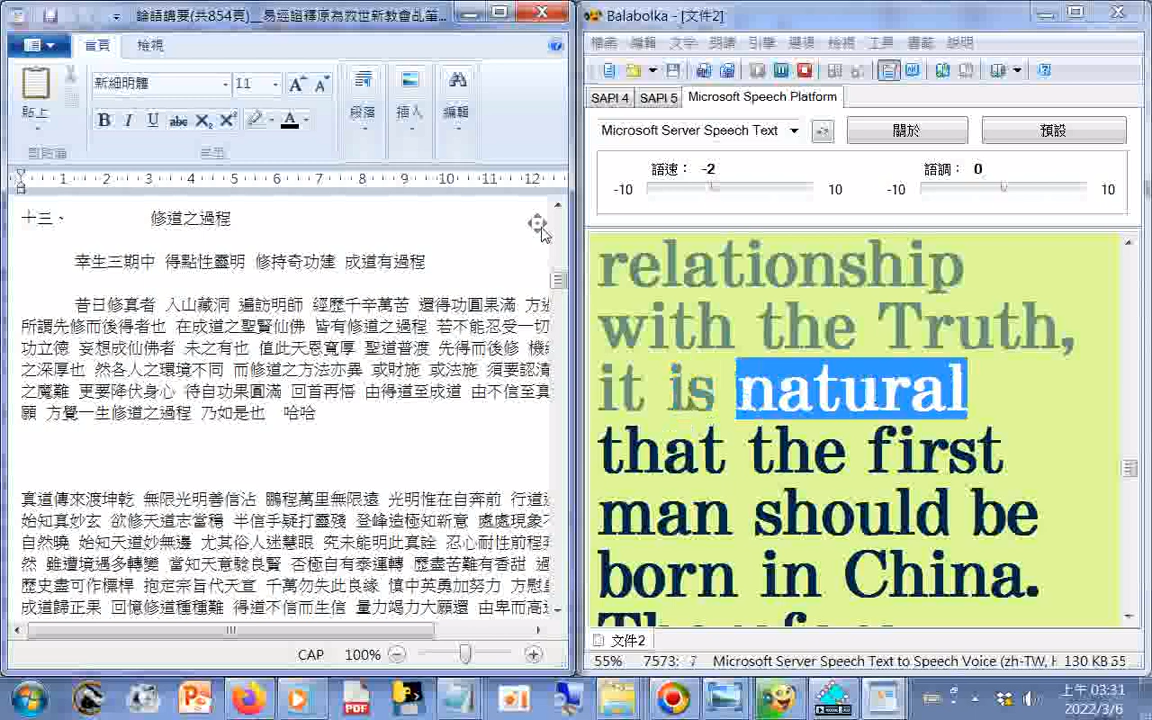 論語講要(共854頁)__易經證釋原為救世新教會乩筆...
首頁
檢視
貼上
新細明體
11
段落
插入
編輯
剪貼簿
字型
1 2 3 4 5 6 7 8 9 10 11 12
十三、 修道之過程
幸生三期中 得點性靈明 修持奇功建 成道有過程
昔日修真者 入山藏洞 遍訪明師 經歷千辛萬苦 還得功圓果滿 方
所謂先修而後得者也 在成道之聖賢仙佛 皆有修道之過程 若不能忍受一切
功立德 妄想成仙佛者 未之有也 值此天恩寬厚 聖道普渡 先得而後修 機
之深厚也 然各人之環境不同 而修道之方法亦異 或財施 或法施 須要認清
之魔難 更要降伏身心 待自功果圓滿 回首再悟 由得道至成道 由不信至真
願 方覺一生修道之過程 乃如是也 哈哈
真道傳來渡坤乾 無限光明善信沾 鵬程萬里無限遠 光明惟在自奔前 行道
始知真妙玄 欲修天道志當穩 半信半疑打靈殘 登峰造極知新意 處處現象
自然曉 始知天道妙無邊 尤其俗人迷慧眼 究未能明此真詮 忍心耐性前程
然 雖遭境遇多轉變 當知天意驗良賢 否極自有泰運轉 歷盡苦難有香甜
歷史盡可作標桿 抱定宗旨代天宣 千萬勿失此良緣 慎中英勇加努力 方慰
成道歸正果 回憶修道種種難 得道不信而生信 量力竭力大願還 由卑而高
CAP 100%
Balabolka - [文件2]
檔案 編輯 文字 朗讀 引擎 選項 檢視 工具 書籤 說明
SAPI 4 SAPI 5 Microsoft Speech Platform
Microsoft Server Speech Text
關於
預設
語速： -2
語調： 0
-10 10 -10 10
relationship
with the Truth,
it is natural
that the first
man should be
born in China.
文件2
55% 7573: 7 Microsoft Server Speech Text to Speech Voice (zh-TW, H 130 KB 55
上午 03:31
2022/3/6